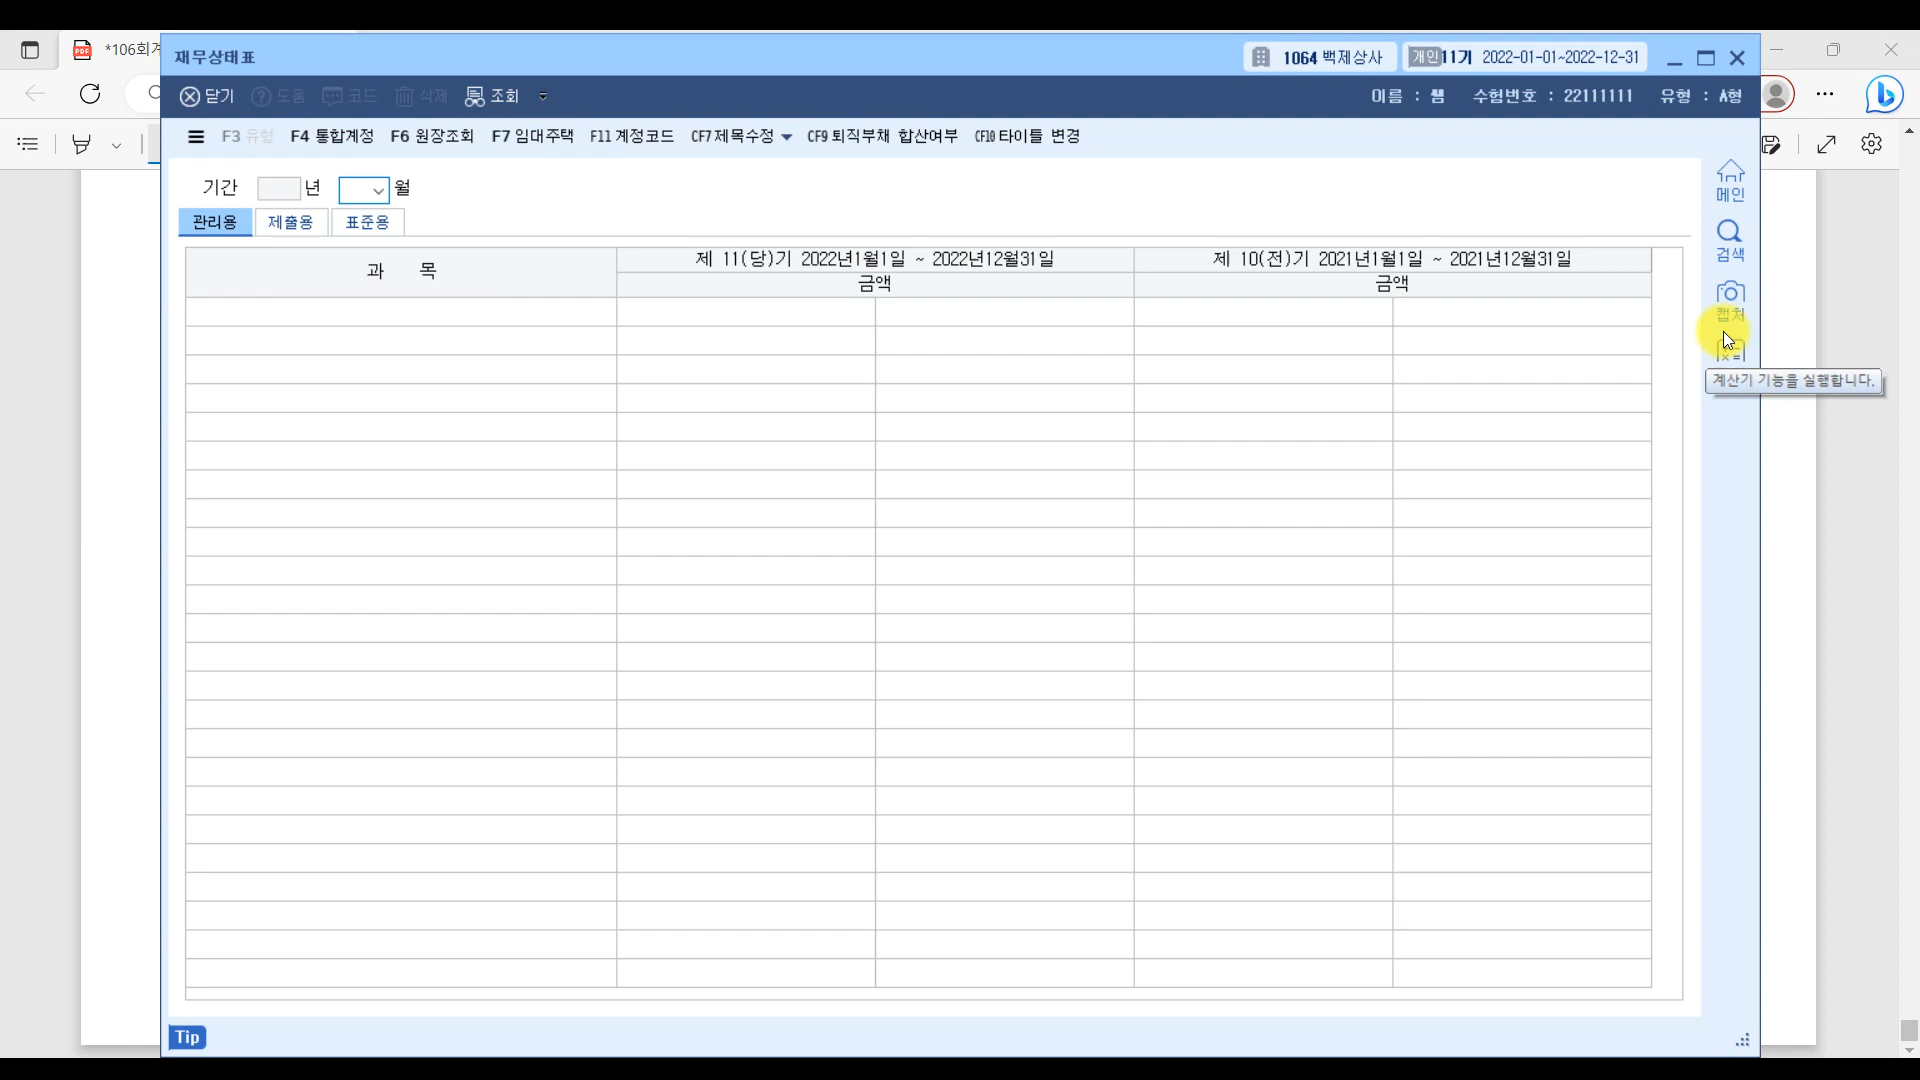 *106회계
재무상태표
1064 백제상사
개인 11기 2022-01-01~2022-12-31
닫기 도움 코드 삭제 조회
이름 : 쌤 수험번호 : 22111111 유형 : A형
F3 유형 F4 통합계정 F6 원장조회 F7 임대주택 F11 계정코드 CF7 제목수정 CF9 퇴직부채 합산여부 CF10 타이틀 변경
기간 년 월
관리용 제출용 표준용
과 목
제 11(당)기 2022년1월1일 ~ 2022년12월31일
제 10(전)기 2021년1월1일 ~ 2021년12월31일
금액
금액
메인
검색
캡처
계산기 기능을 실행합니다.
Tip